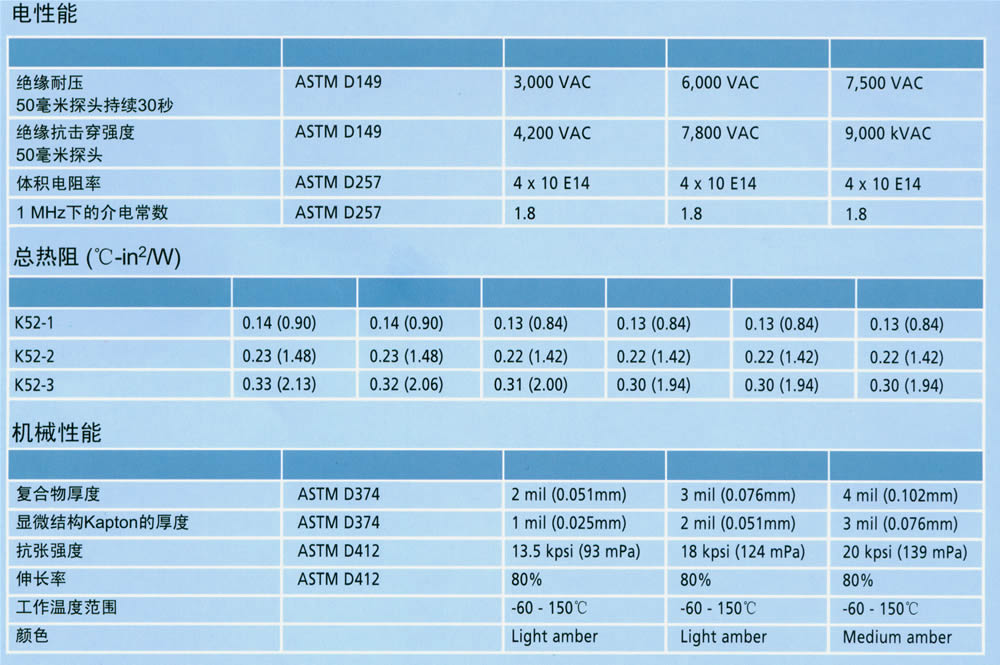 电性能
绝缘耐压 ASTM D149 3,000 VAC 6,000 VAC 7,500 VAC
50毫米探头持续30秒
绝缘抗击穿强度 ASTM D149 4,200 VAC 7,800 VAC 9,000 kVAC
50毫米探头
体积电阻率 ASTM D257 4 x 10 E14 4 x 10 E14 4 x 10 E14
1 MHz下的介电常数 ASTM D257 1.8 1.8 1.8
总热阻 (℃-in²/W)
K52-1 0.14 (0.90) 0.14 (0.90) 0.13 (0.84) 0.13 (0.84) 0.13 (0.84) 0.13 (0.84)
K52-2 0.23 (1.48) 0.23 (1.48) 0.22 (1.42) 0.22 (1.42) 0.22 (1.42) 0.22 (1.42)
K52-3 0.33 (2.13) 0.32 (2.06) 0.31 (2.00) 0.30 (1.94) 0.30 (1.94) 0.30 (1.94)
机械性能
复合物厚度 ASTM D374 2 mil (0.051mm) 3 mil (0.076mm) 4 mil (0.102mm)
显微结构Kapton的厚度 ASTM D374 1 mil (0.025mm) 2 mil (0.051mm) 3 mil (0.076mm)
抗张强度 ASTM D412 13.5 kpsi (93 mPa) 18 kpsi (124 mPa) 20 kpsi (139 mPa)
伸长率 ASTM D412 80% 80% 80%
工作温度范围 -60 - 150℃ -60 - 150℃ -60 - 150℃
颜色 Light amber Light amber Medium amber